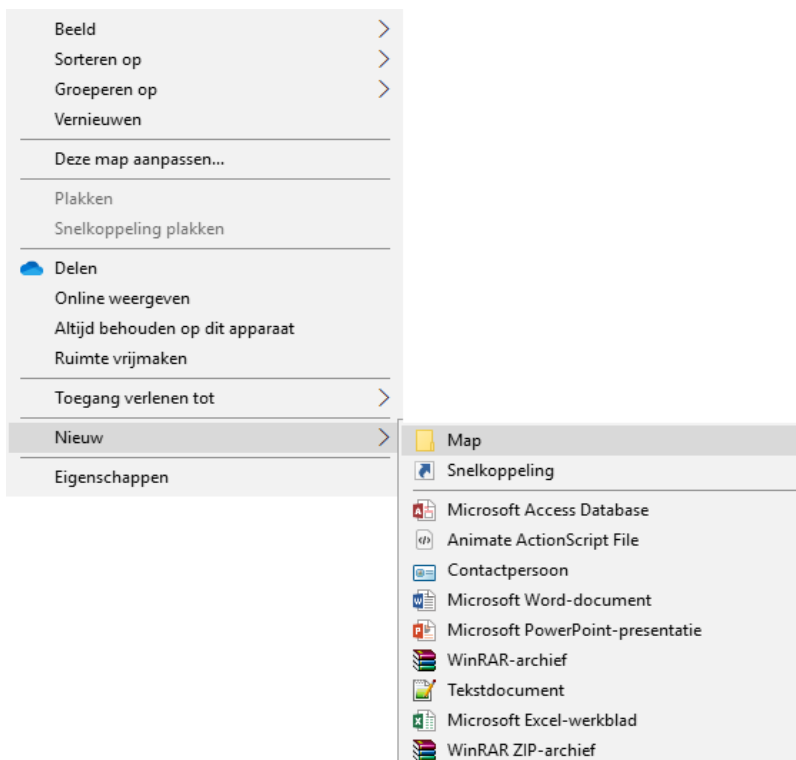 Beeld
Sorteren op
Groeperen op
Vernieuwen
Deze map aanpassen...
Plakken
Snelkoppeling plakken
Delen
Online weergeven
Altijd behouden op dit apparaat
Ruimte vrijmaken
Toegang verlenen tot
Nieuw
Eigenschappen
Map
Snelkoppeling
Microsoft Access Database
Animate ActionScript File
Contactpersoon
Microsoft Word-document
Microsoft PowerPoint-presentatie
WinRAR-archief
Tekstdocument
Microsoft Excel-werkblad
WinRAR ZIP-archief